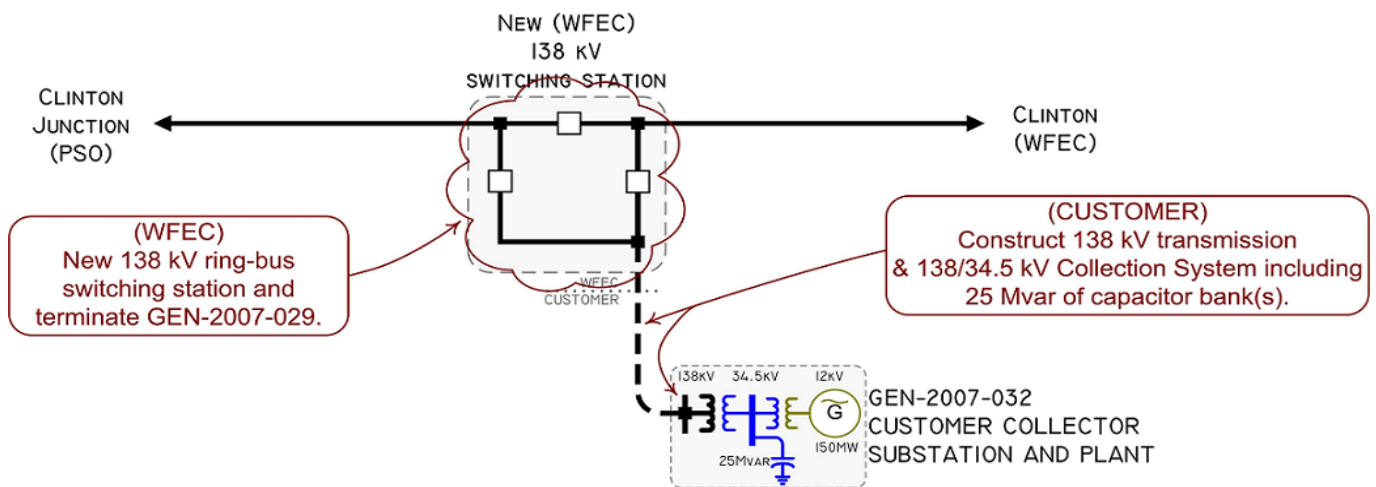 New (WFEC)
138 kV
switching station
Clinton
Junction
(PSO)
Clinton
(WFEC)
(WFEC)
New 138 kV ring-bus
switching station and
terminate GEN-2007-029.
(CUSTOMER)
Construct 138 kV transmission
& 138/34.5 kV Collection System including
25 Mvar of capacitor bank(s).
WFEC
CUSTOMER
138kV
34.5kV
12kV
G
150MW
25Mvar
GEN-2007-032
CUSTOMER COLLECTOR
SUBSTATION AND PLANT